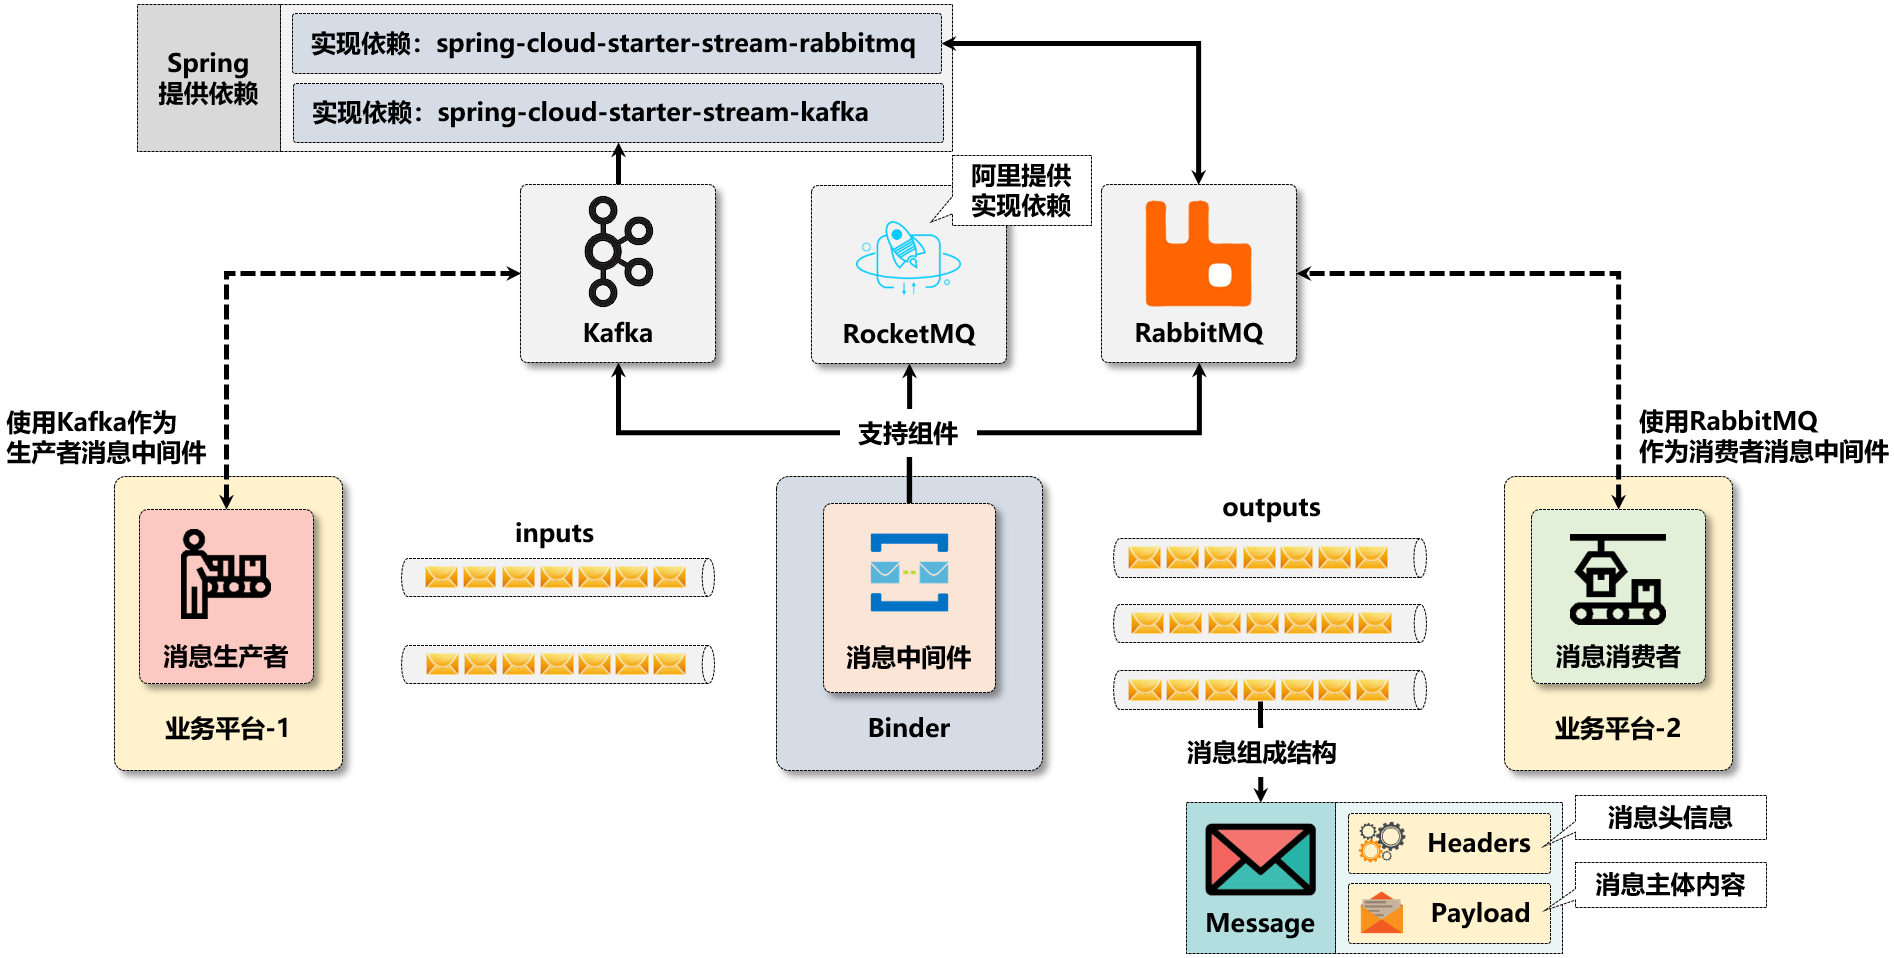 Spring
提供依赖
实现依赖：spring-cloud-starter-stream-rabbitmq
实现依赖：spring-cloud-starter-stream-kafka
阿里提供
实现依赖
Kafka
RocketMQ
RabbitMQ
使用Kafka作为
生产者消息中间件
支持组件
使用RabbitMQ
作为消费者消息中间件
inputs
outputs
消息生产者
业务平台-1
消息中间件
Binder
消息消费者
业务平台-2
消息组成结构
Message
Headers
Payload
消息头信息
消息主体内容